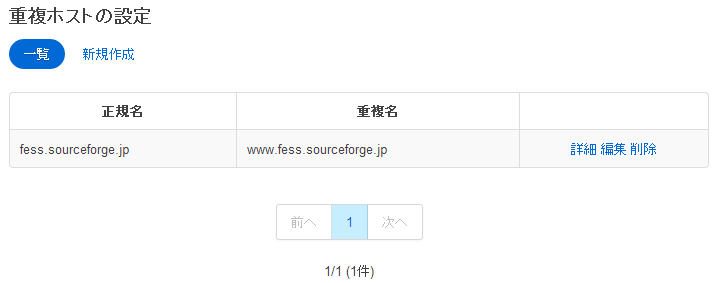 重複ホストの設定
一覧 新規作成
正規名 重複名
fess.sourceforge.jp www.fess.sourceforge.jp 詳細 編集 削除
前へ 1 次へ
1/1 (1件)